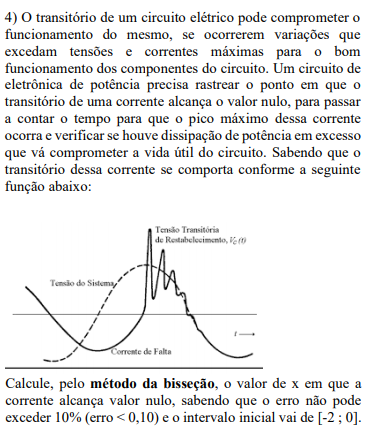 4) O transitório de um circuito elétrico pode comprometer o
funcionamento do mesmo, se ocorrerem variações que
excedam tensões e correntes máximas para o bom
funcionamento dos componentes do circuito. Um circuito de
eletrônica de potência precisa rastrear o ponto em que o
transitório de uma corrente alcança o valor nulo, para passar
a contar o tempo para que o pico máximo dessa corrente
ocorra e verificar se houve dissipação de potência em excesso
que vá comprometer a vida útil do circuito. Sabendo que o
transitório dessa corrente se comporta conforme a seguinte
função abaixo:
Tensão Transitória
de Restabelecimento, Vc(t)
Tensão do Sistema
t
Corrente de Falta
Calcule, pelo método da bisseção, o valor de x em que a
corrente alcança valor nulo, sabendo que o erro não pode
exceder 10% (erro < 0,10) e o intervalo inicial vai de [-2 ; 0].